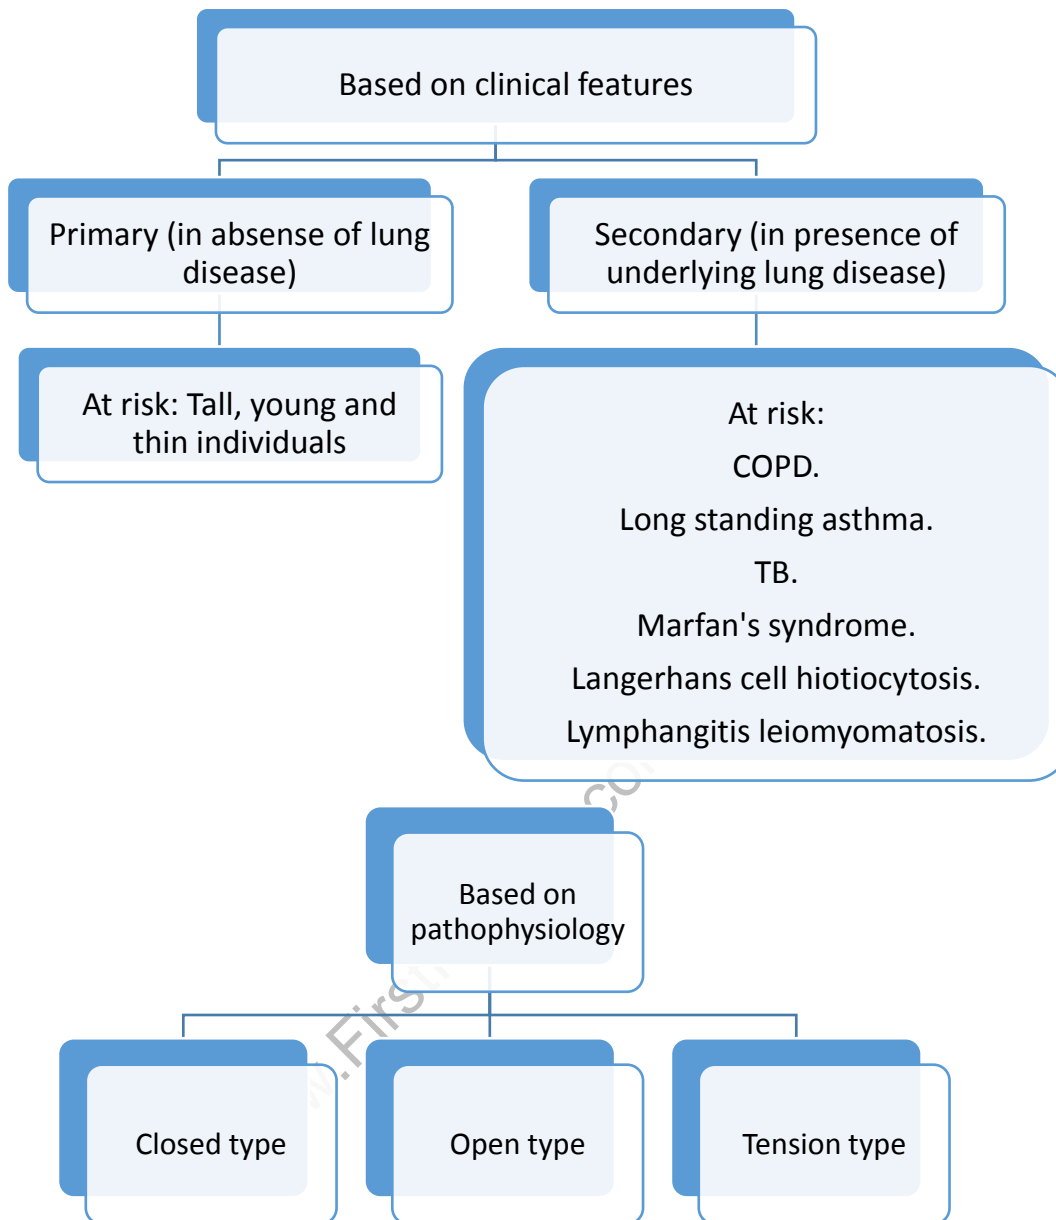 Based on clinical features
Primary (in absense of lung
disease)
Secondary (in presence of
underlying lung disease)
At risk: Tall, young and
thin individuals
At risk:
COPD.
Long standing asthma.
TB.
Marfan's syndrome.
Langerhans cell hiotiocytosis.
Lymphangitis leiomyomatosis.
Based on
pathophysiology
Closed type
Open type
Tension type